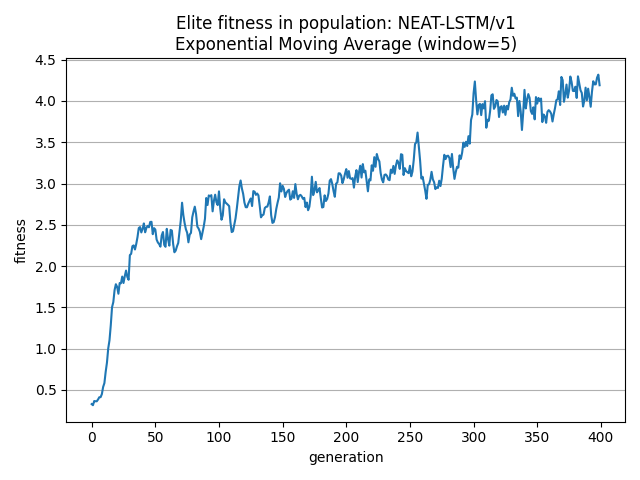 Elite fitness in population: NEAT-LSTM/v1
Exponential Moving Average (window=5)
fitness
4.5
4.0
3.5
3.0
2.5
2.0
1.5
1.0
0.5
0 50 100 150 200 250 300 350 400
generation